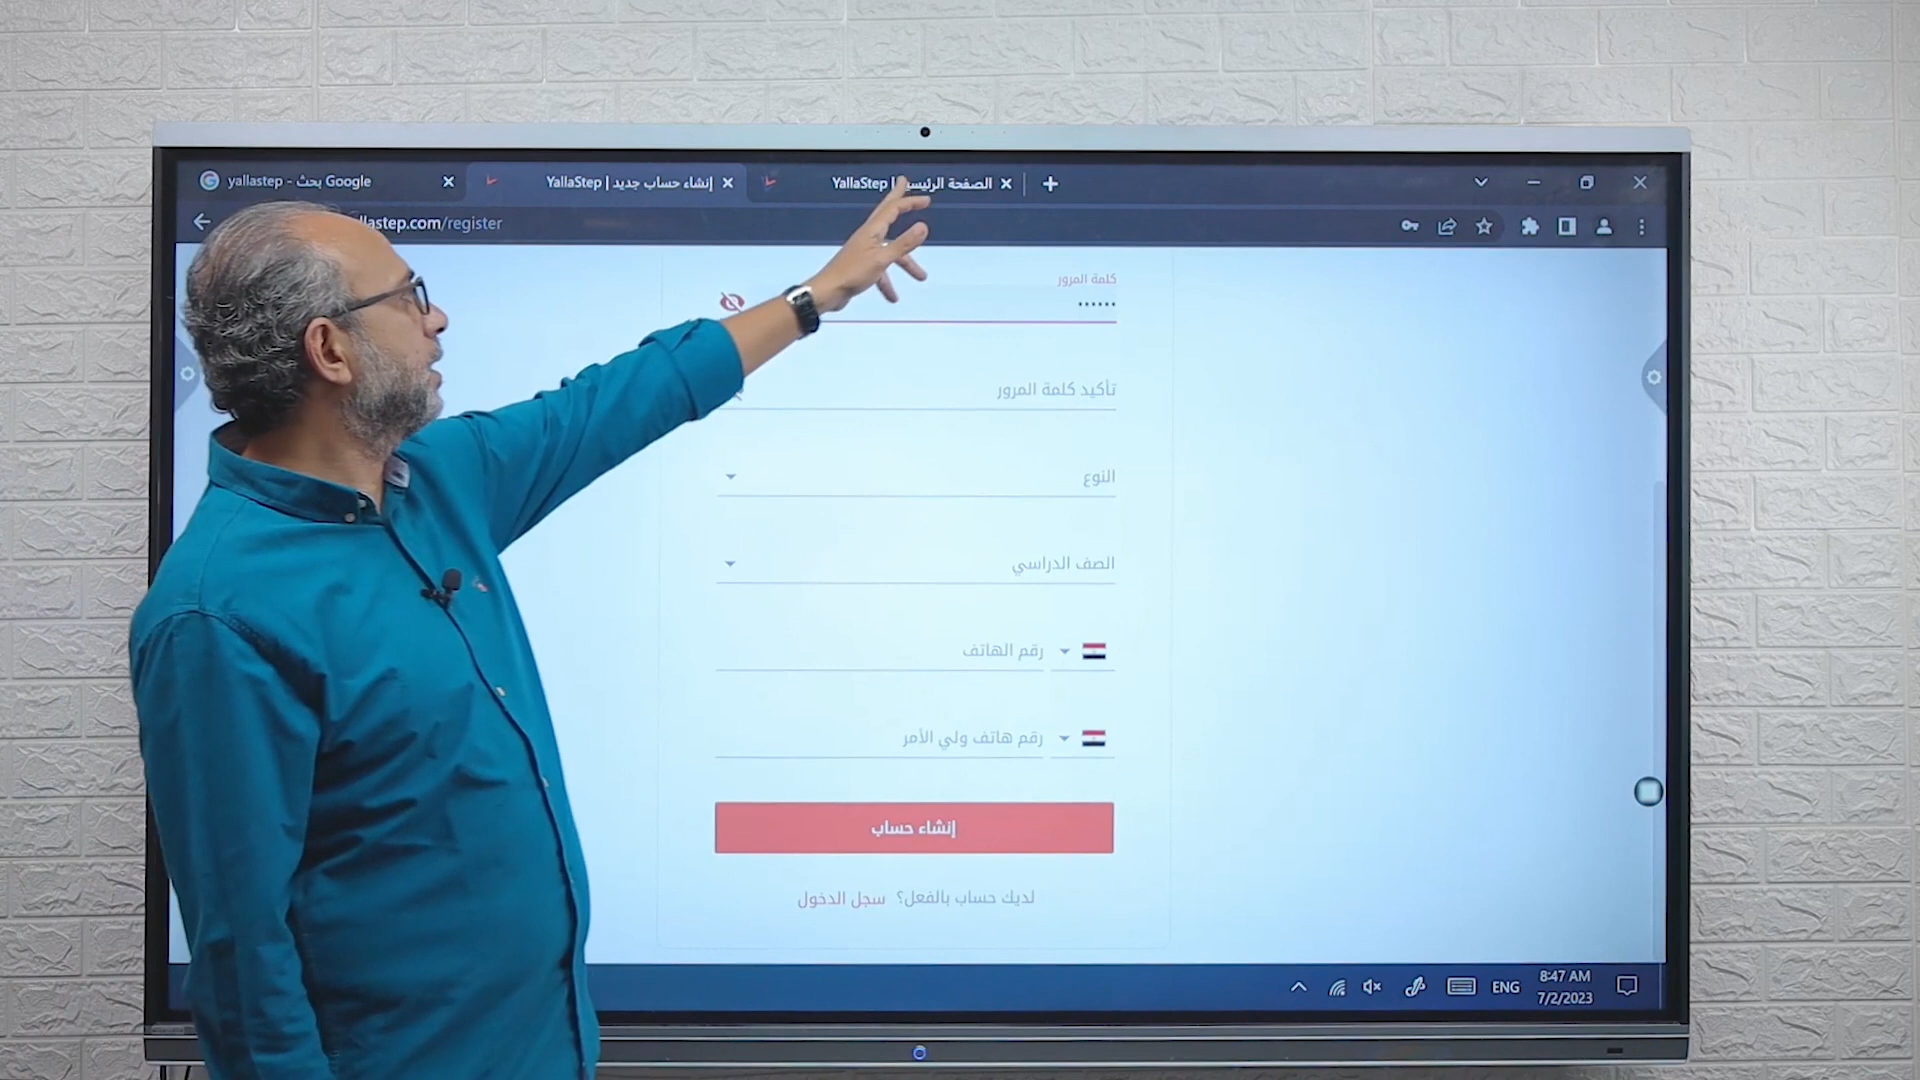 yallastep - بحث Google
إنشاء حساب جديد | YallaStep
الصفحة | YallaStep
lastep.com/register
كلمة المرور
••••••
تأكيد كلمة المرور
النوع
الصف الدراسي
رقم الهاتف
رقم هاتف ولي الأمر
إنشاء حساب
لديك حساب بالفعل؟ سجل الدخول
ENG
8:47 AM
7/2/2023